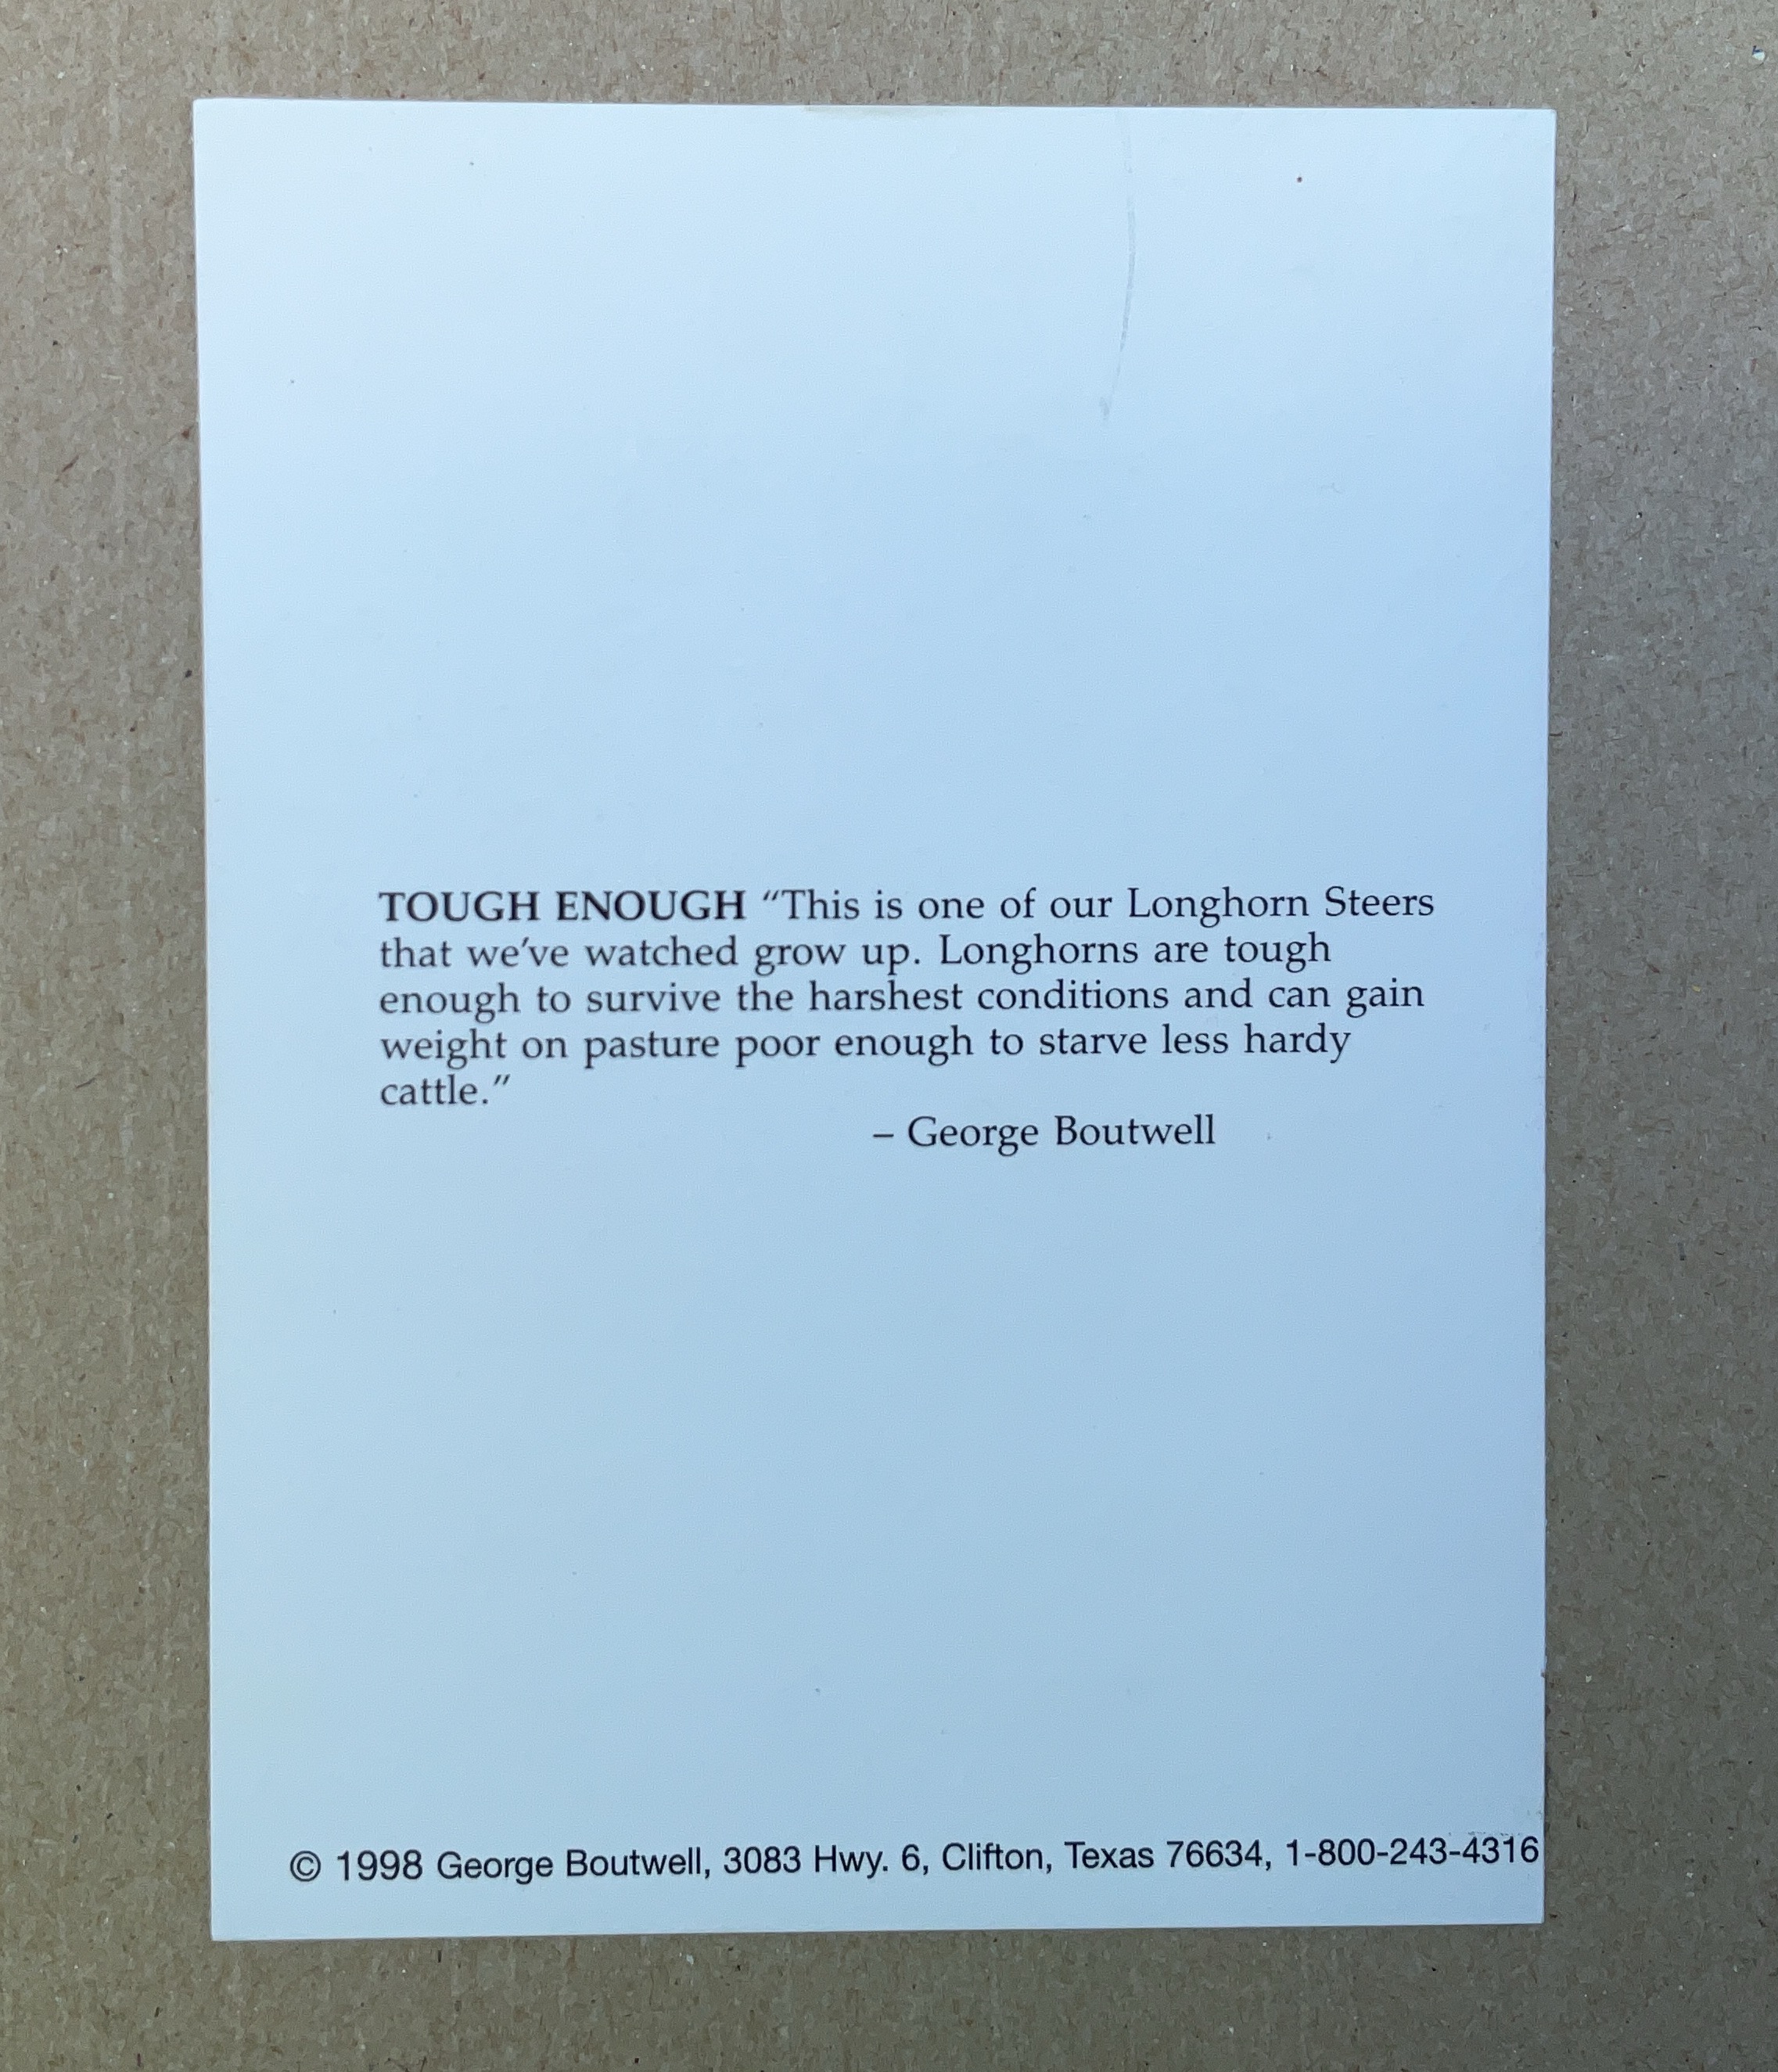 TOUGH ENOUGH “This is one of our Longhorn Steers
that we’ve watched grow up. Longhorns are tough
enough to survive the harshest conditions and can gain
weight on pasture poor enough to starve less hardy
cattle.”
– George Boutwell
© 1998 George Boutwell, 3083 Hwy. 6, Clifton, Texas 76634, 1-800-243-4316